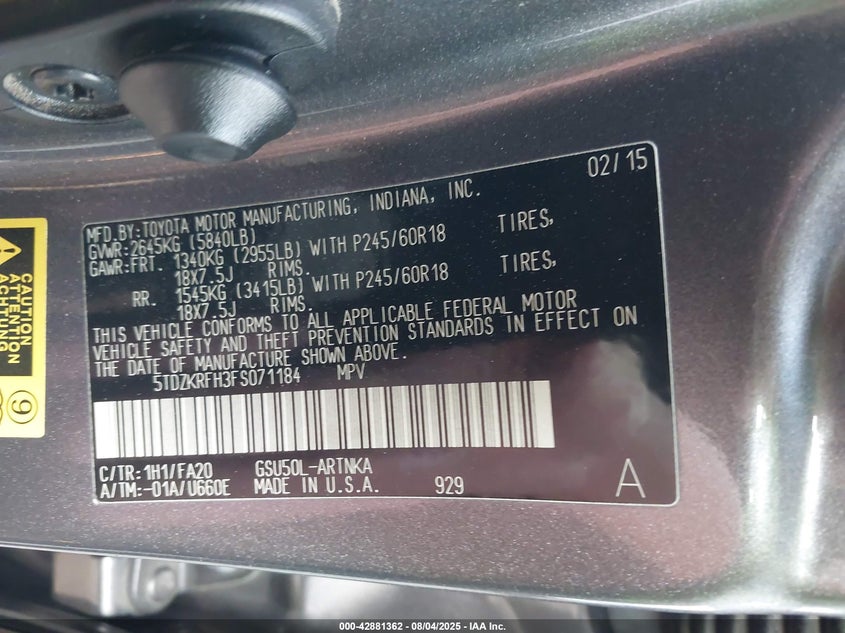 02/15
MFD.BY:TOYOTA MOTOR MANUFACTURING, INDIANA, INC.
GVWR:2645KG (5840LB)
GAWR:FRT. 1340KG (2955LB) WITH P245/60R18 TIRES,
18X7.5J RIMS.
RR. 1545KG (3415LB) WITH P245/60R18 TIRES,
18X7.5J RIMS.
THIS VEHICLE CONFORMS TO ALL APPLICABLE FEDERAL MOTOR
VEHICLE SAFETY AND THEFT PREVENTION STANDARDS IN EFFECT ON
THE DATE OF MANUFACTURE SHOWN ABOVE.
5TDZKRFH3FS071184 MPV
C/TR:1H1/FA20 GSU50L-ARTNKA
A/TM:-01A/U660E MADE IN U.S.A. 929 A
CAUTION
ATTENTION
ACHTUNG
9
000-42881362 - 08/04/2025 - IAA Inc.